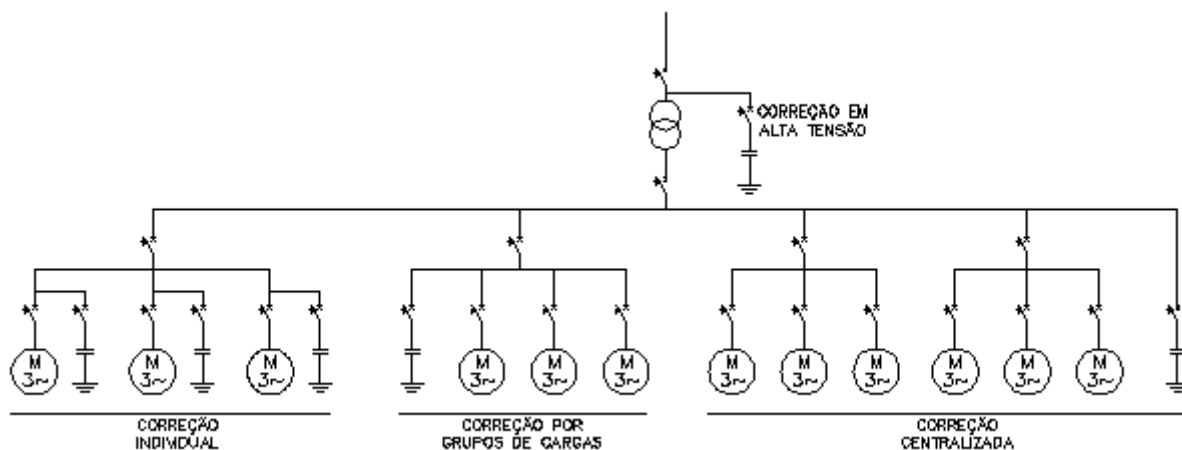 CORREÇÃO EM
ALTA TENSÃO
M
3~
M
3~
M
3~
M
3~
M
3~
M
3~
M
3~
M
3~
M
3~
M
3~
M
3~
M
3~
CORREÇÃO
INDIVIDUAL
CORREÇÃO POR
GRUPOS DE CARGAS
CORREÇÃO
CENTRALIZADA